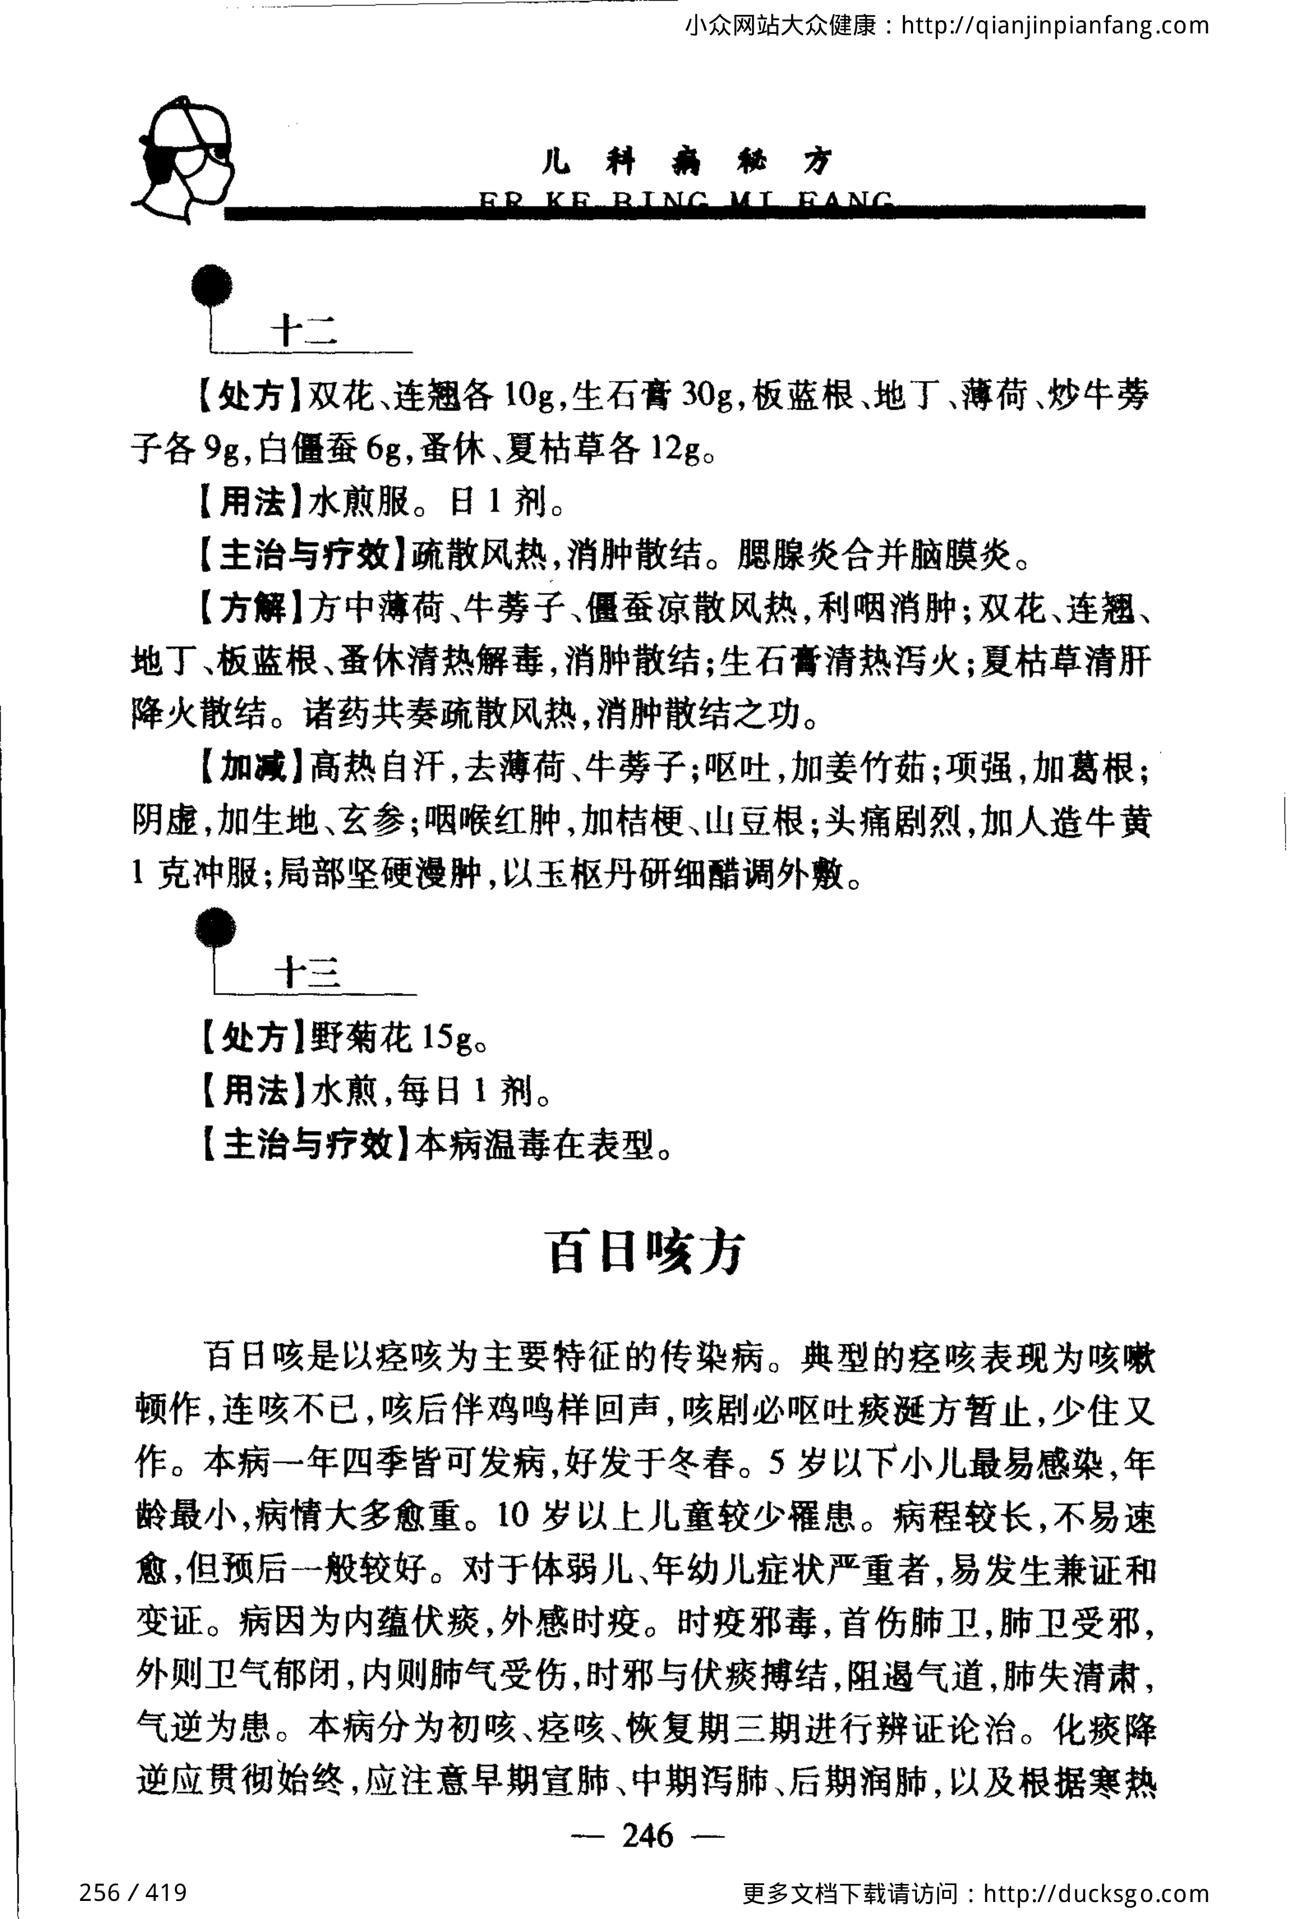 小众网站大众健康：http://qianjinpianfang.com
儿科病秘方
ER KE BING MI FANG
十二
【处方】双花、连翘各10g,生石膏30g,板蓝根、地丁、薄荷、炒牛蒡
子各9g,白僵蚕6g,蚤休、夏枯草各12g。
【用法】水煎服。日1剂。
【主治与疗效】疏散风热,消肿散结。腮腺炎合并脑膜炎。
【方解】方中薄荷、牛蒡子、僵蚕凉散风热,利咽消肿;双花、连翘、
地丁、板蓝根、蚤休清热解毒,消肿散结;生石膏清热泻火;夏枯草清肝
降火散结。诸药共奏疏散风热,消肿散结之功。
【加减】高热自汗,去薄荷、牛蒡子;呕吐,加姜竹茹;项强,加葛根;
阴虚,加生地、玄参;咽喉红肿,加桔梗、山豆根;头痛剧烈,加人造牛黄
1克冲服;局部坚硬漫肿,以玉枢丹研细醋调外敷。
十三
【处方】野菊花15g。
【用法】水煎,每日1剂。
【主治与疗效】本病温毒在表型。
百日咳方
百日咳是以痉咳为主要特征的传染病。典型的痉咳表现为咳嗽
顿作,连咳不已,咳后伴鸡鸣样回声,咳剧必呕吐痰涎方暂止,少住又
作。本病一年四季皆可发病,好发于冬春。5岁以下小儿最易感染,年
龄最小,病情大多愈重。10岁以上儿童较少罹患。病程较长,不易速
愈,但预后一般较好。对于体弱儿、年幼儿症状严重者,易发生兼证和
变证。病因为内蕴伏痰,外感时疫。时疫邪毒,首伤肺卫,肺卫受邪,
外则卫气郁闭,内则肺气受伤,时邪与伏痰搏结,阻遏气道,肺失清肃,
气逆为患。本病分为初咳、痉咳、恢复期三期进行辨证论治。化痰降
逆应贯彻始终,应注意早期宣肺、中期泻肺、后期润肺,以及根据寒热
— 246 —
256 / 419
更多文档下载请访问：http://ducksgo.com